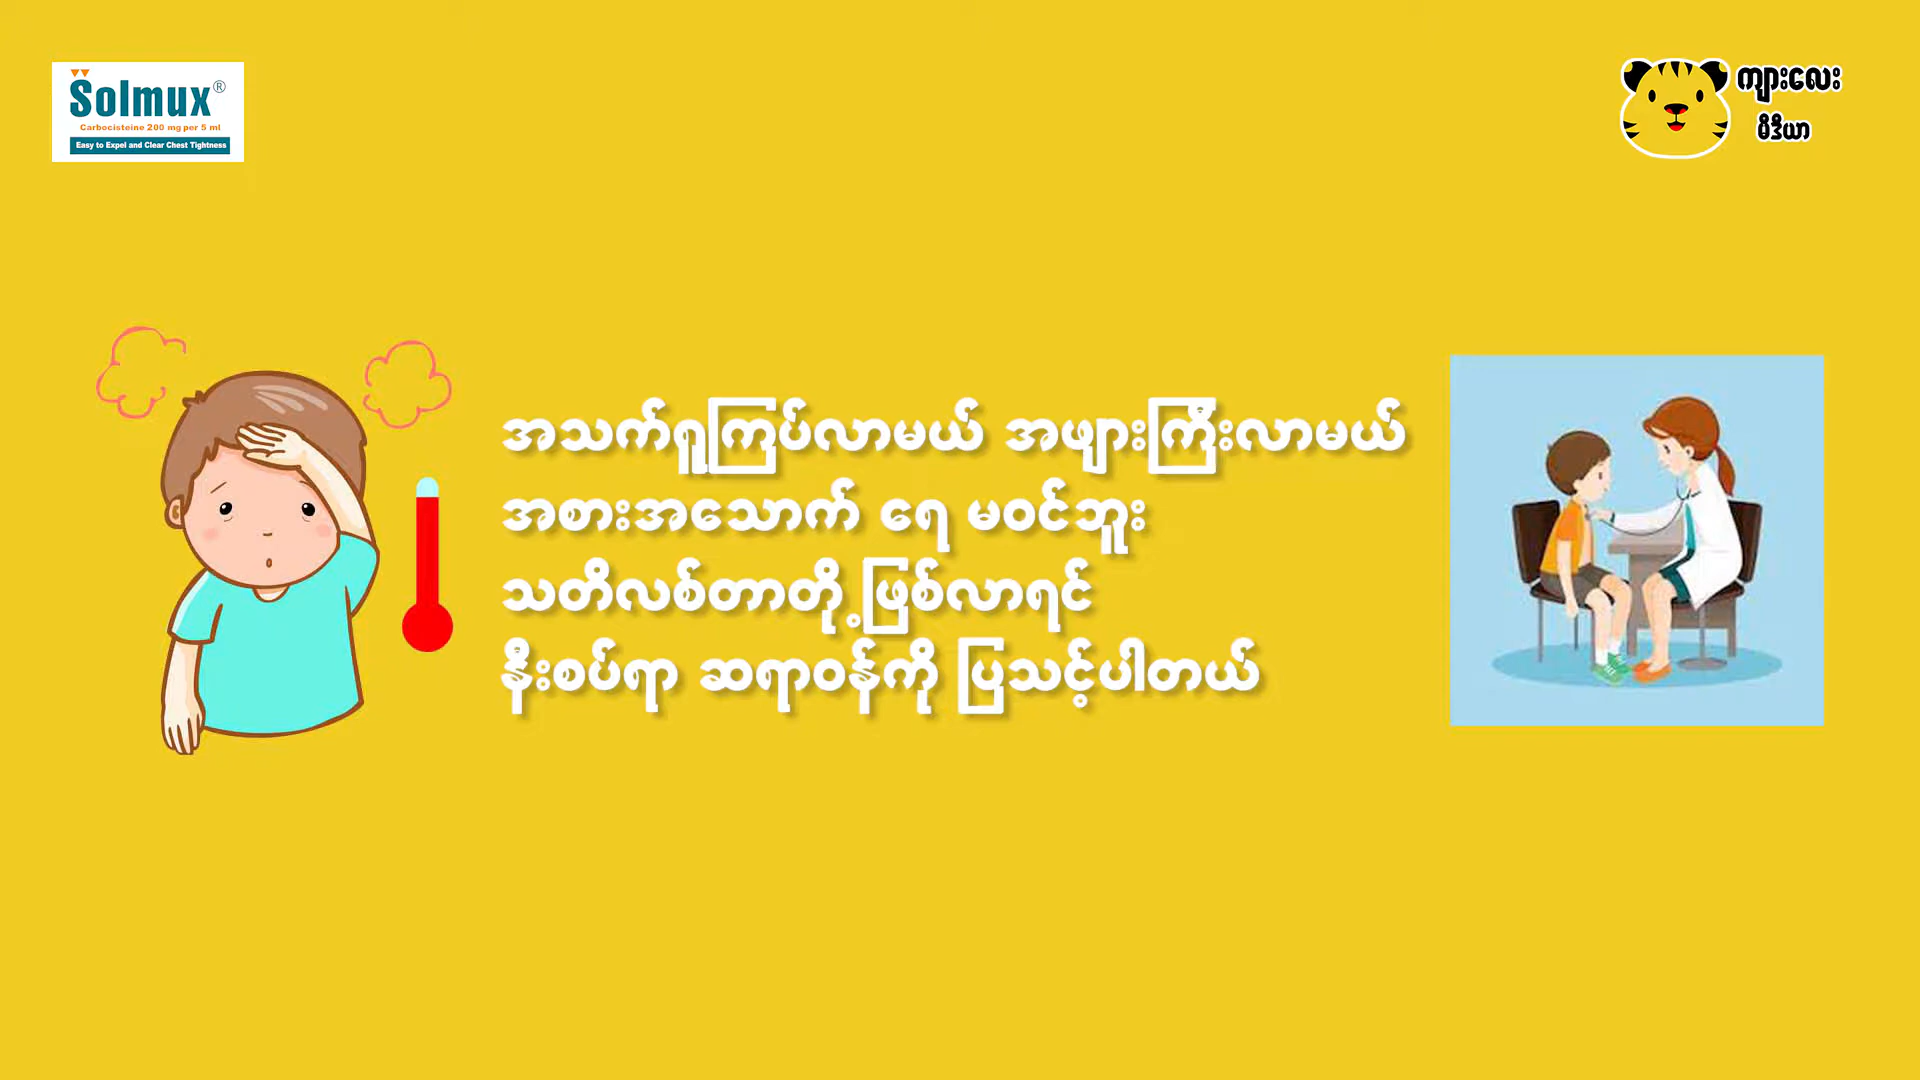 Solmux®
Carbocisteine 200 mg per 5 ml
Easy to Expel and Clear Chest Tightness
ကျားလေး
မီဒီယာ
အသက်ရှူကြပ်လာမယ် အဖျားကြီးလာမယ်
အစားအသောက် ရေ မဝင်ဘူး
သတိလစ်တာတို့ဖြစ်လာရင်
နီးစပ်ရာ ဆရာဝန်ကို ပြသင့်ပါတယ်